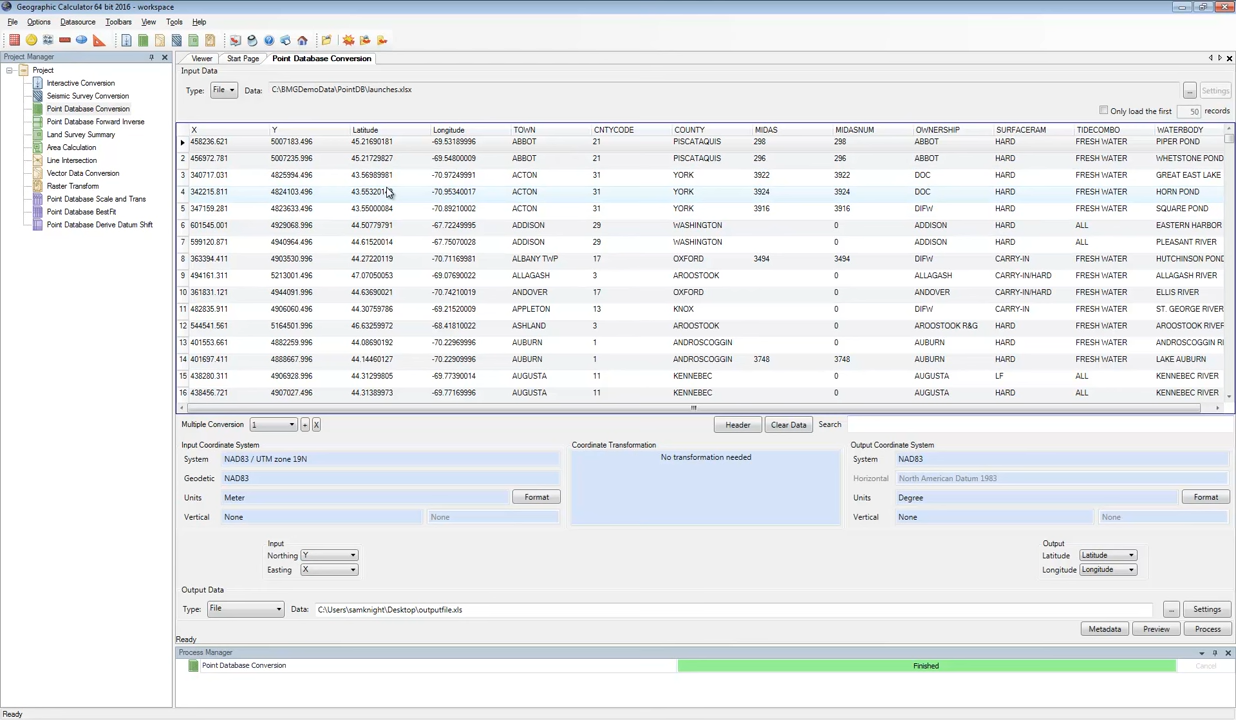 Geographic Calculator 64 bit 2016 - workspace
File Options Datasource Toolbars View Tools Help
Project Manager
Project
Interactive Conversion
Seismic Survey Conversion
Point Database Conversion
Point Database Forward Inverse
Land Survey Summary
Area Calculation
Line Intersection
Vector Data Conversion
Raster Transform
Point Database Scale and Trans
Point Database BestFit
Point Database Derive Datum Shift
Viewer Start Page Point Database Conversion
Input Data
Type: File Data: C:\BMGDemoData\PointDB\launches.xlsx ... Settings
Only load the first 50 records
X Y Latitude Longitude TOWN CNTYCODE COUNTY MIDAS MIDASNUM OWNERSHIP SURFACERAM TIDECOMBO WATERBODY
458236.621 5007183.496 45.21690181 -69.53189996 ABBOT 21 PISCATAQUIS 298 298 ABBOT HARD FRESH WATER PIPER POND
2 456972.781 5007235.996 45.21729827 -69.54800009 ABBOT 21 PISCATAQUIS 296 296 ABBOT HARD FRESH WATER WHETSTONE POND
3 340717.031 4825994.496 43.56989981 -70.97249991 ACTON 31 YORK 3922 3922 DOC HARD FRESH WATER GREAT EAST LAKE
4 342215.811 4824103.496 -70.95340017 ACTON 31 YORK 3924 3924 DOC HARD FRESH WATER HORN POND
5 347159.281 4823633.496 43.55000084 -70.89210002 ACTON 31 YORK 3916 3916 DIFW HARD FRESH WATER SQUARE POND
6 601545.001 4929068.996 44.50779791 -67.72249995 ADDISON 29 WASHINGTON 0 ADDISON HARD ALL EASTERN HARBOR
7 599120.871 4940964.496 44.61520014 -67.75070028 ADDISON 29 WASHINGTON 0 ADDISON HARD ALL PLEASANT RIVER
8 363394.411 4903530.996 44.27220119 -70.71169981 ALBANY TWP 17 OXFORD 3494 3494 DIFW CARRY-IN FRESH WATER HUTCHINSON POND
9 494161.311 5213001.496 47.07050053 -69.07690022 ALLAGASH 3 AROOSTOOK 0 ALLAGASH CARRY-IN/HARD FRESH WATER ALLAGASH RIVER
10 361831.121 4944091.996 44.63690021 -70.74210019 ANDOVER 17 OXFORD 0 ANDOVER CARRY-IN/HARD FRESH WATER ELLIS RIVER
11 482835.911 4906060.496 44.30759786 -69.21520009 APPLETON 13 KNOX 0 DIFW CARRY-IN FRESH WATER ST. GEORGE RIVER
12 544541.561 5164501.996 46.63259972 -68.41810022 ASHLAND 3 AROOSTOOK 0 AROOSTOOK R&G HARD FRESH WATER AROOSTOOK RIVER
13 401553.661 4882259.996 44.08690192 -70.22969995 AUBURN 1 ANDROSCOGGIN 0 AUBURN HARD FRESH WATER ANDROSCOGGIN RI
14 401697.411 4888667.996 44.14460127 -70.22909996 AUBURN 1 ANDROSCOGGIN 3748 3748 AUBURN HARD FRESH WATER LAKE AUBURN
15 438280.311 4906928.996 44.31299805 -69.77390014 AUGUSTA 11 KENNEBEC 0 AUGUSTA LF ALL KENNEBEC RIVER
16 438456.721 4907027.496 44.31389973 -69.77169996 AUGUSTA 11 KENNEBEC 0 AUGUSTA HARD ALL KENNEBEC RIVER
Multiple Conversion 1 + X Header Clear Data Search
Input Coordinate System Coordinate Transformation Output Coordinate System
System NAD83 / UTM zone 19N No transformation needed System NAD83
Geodetic NAD83 Horizontal North American Datum 1983
Units Meter Format Units Degree Format
Vertical None None Vertical None None
Input Output
Northing Y Latitude Latitude
Easting X Longitude Longitude
Output Data
Type: File Data: C:\Users\samknight\Desktop\outputfile.xls ... Settings
Metadata Preview Process
Ready
Process Manager
Point Database Conversion Finished Cancel
Ready